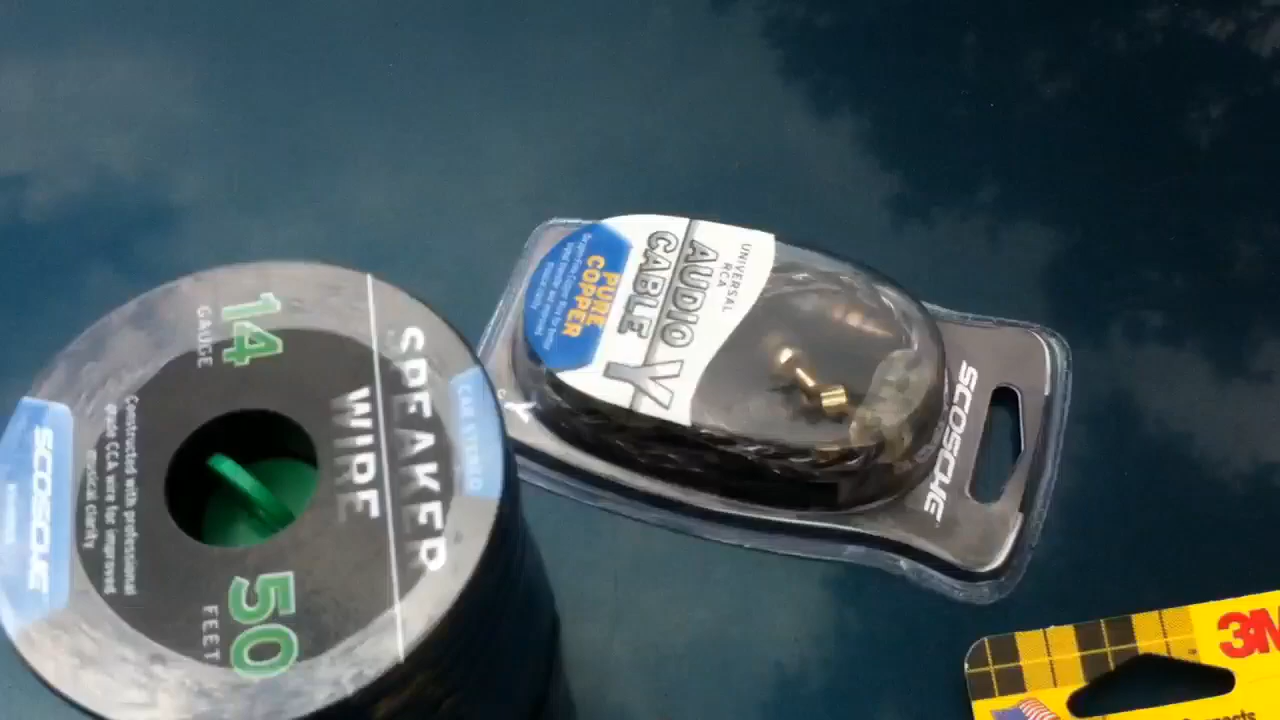 SPEAKER
WIRE
CAR STEREO
14
GAUGE
50
FEET
Constructed with professional
grade CCA wire for improved
musical clarity
SCOSCHE
UNIVERSAL
RCA
AUDIO Y
CABLE
PURE
COPPER
SCOSCHE
3M